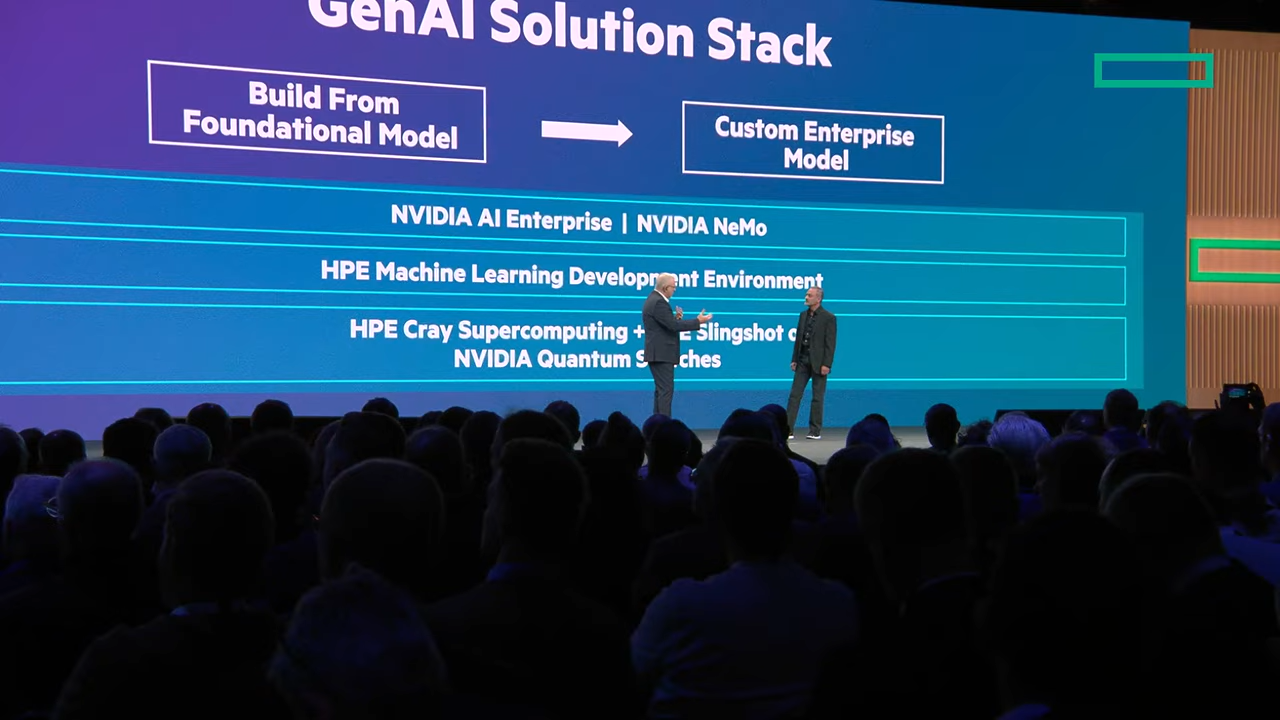 GenAI Solution Stack
Build From
Foundational Model
Custom Enterprise
Model
NVIDIA AI Enterprise | NVIDIA NeMo
HPE Machine Learning Environment
HPE Cray Supercomputing + Slingshot
NVIDIA Quantum